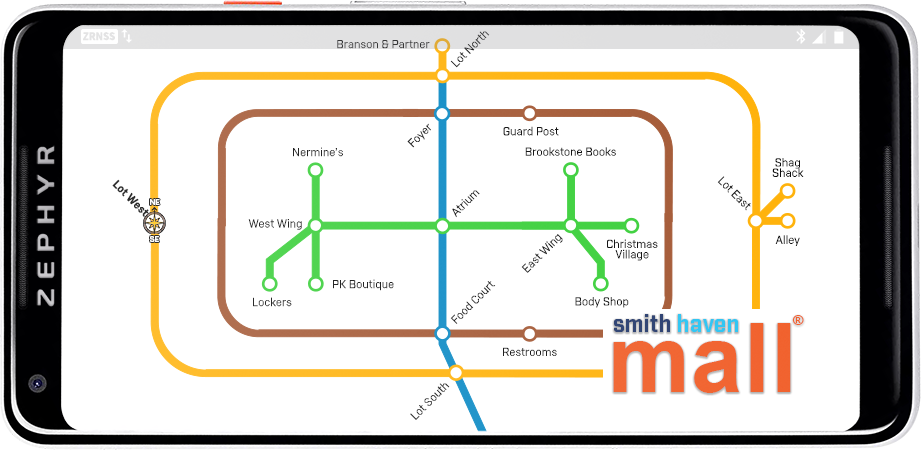 ZRNSS
Branson & Partner
Lot North
Foyer
Guard Post
Nermine's
Brookstone Books
Shag
Shack
Lot West
NE
SE
West Wing
Atrium
Lot East
Alley
East Wing
Christmas
Village
Lockers
PK Boutique
Body Shop
Food Court
Restrooms
Lot South
smith haven
mall®
ZEPHYR